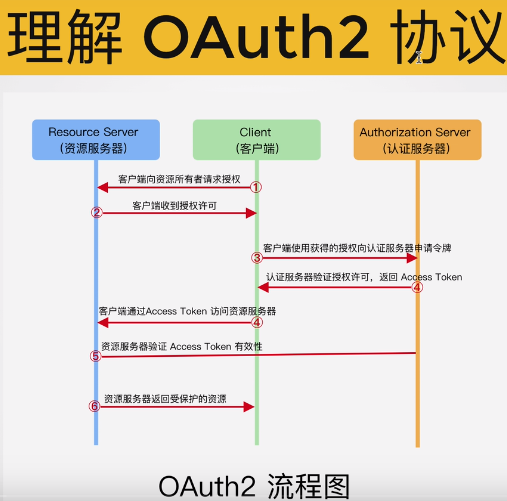 理解 OAuth2 协议
Resource Server
（资源服务器）
Client
（客户端）
Authorization Server
（认证服务器）
客户端向资源所有者请求授权
①
② 客户端收到授权许可
客户端使用获得的授权向认证服务器申请令牌
③
认证服务器验证授权许可，返回 Access Token
④
客户端通过Access Token 访问资源服务器
④
资源服务器验证 Access Token 有效性
⑤
资源服务器返回受保护的资源
⑥
OAuth2 流程图